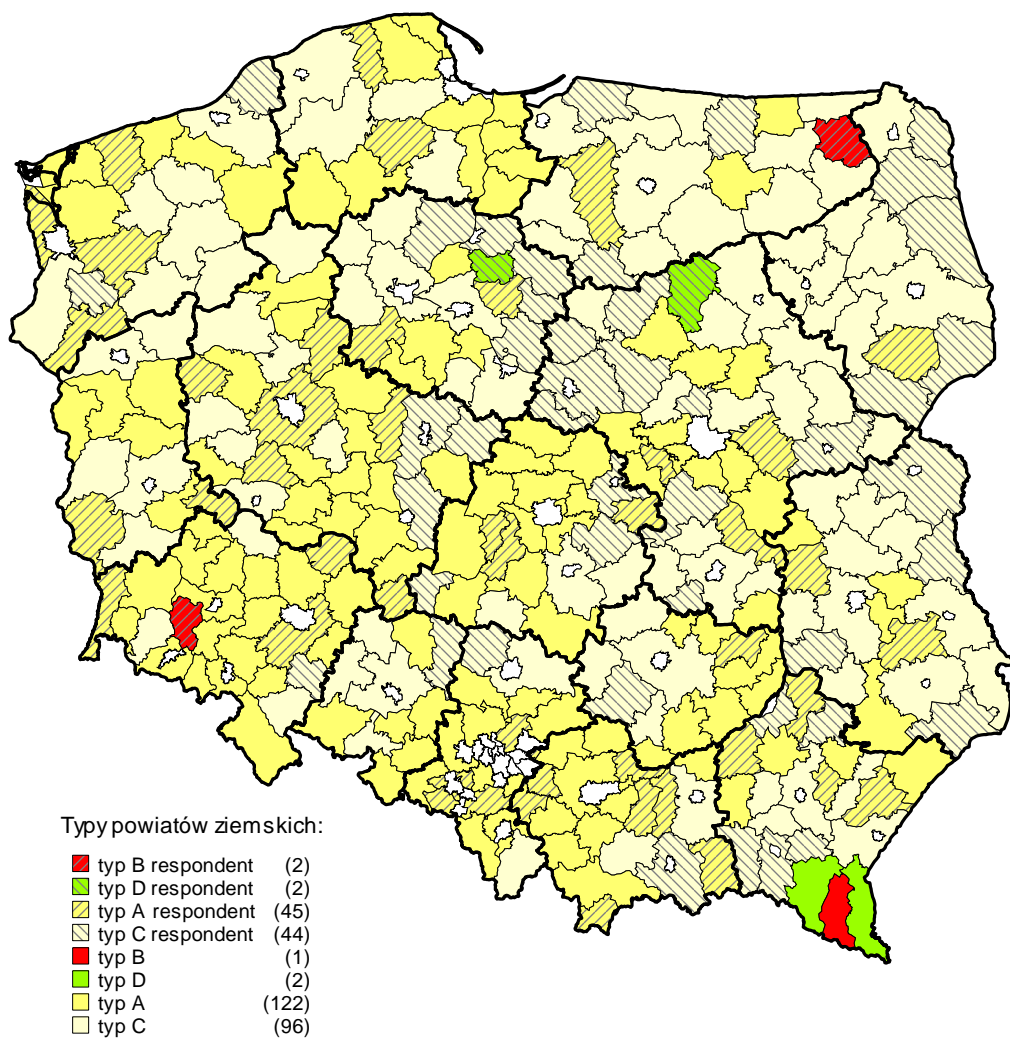 Typy powiatów ziemskich:
typ B respondent (2)
typ D respondent (2)
typ A respondent (45)
typ C respondent (44)
typ B (1)
typ D (2)
typ A (122)
typ C (96)